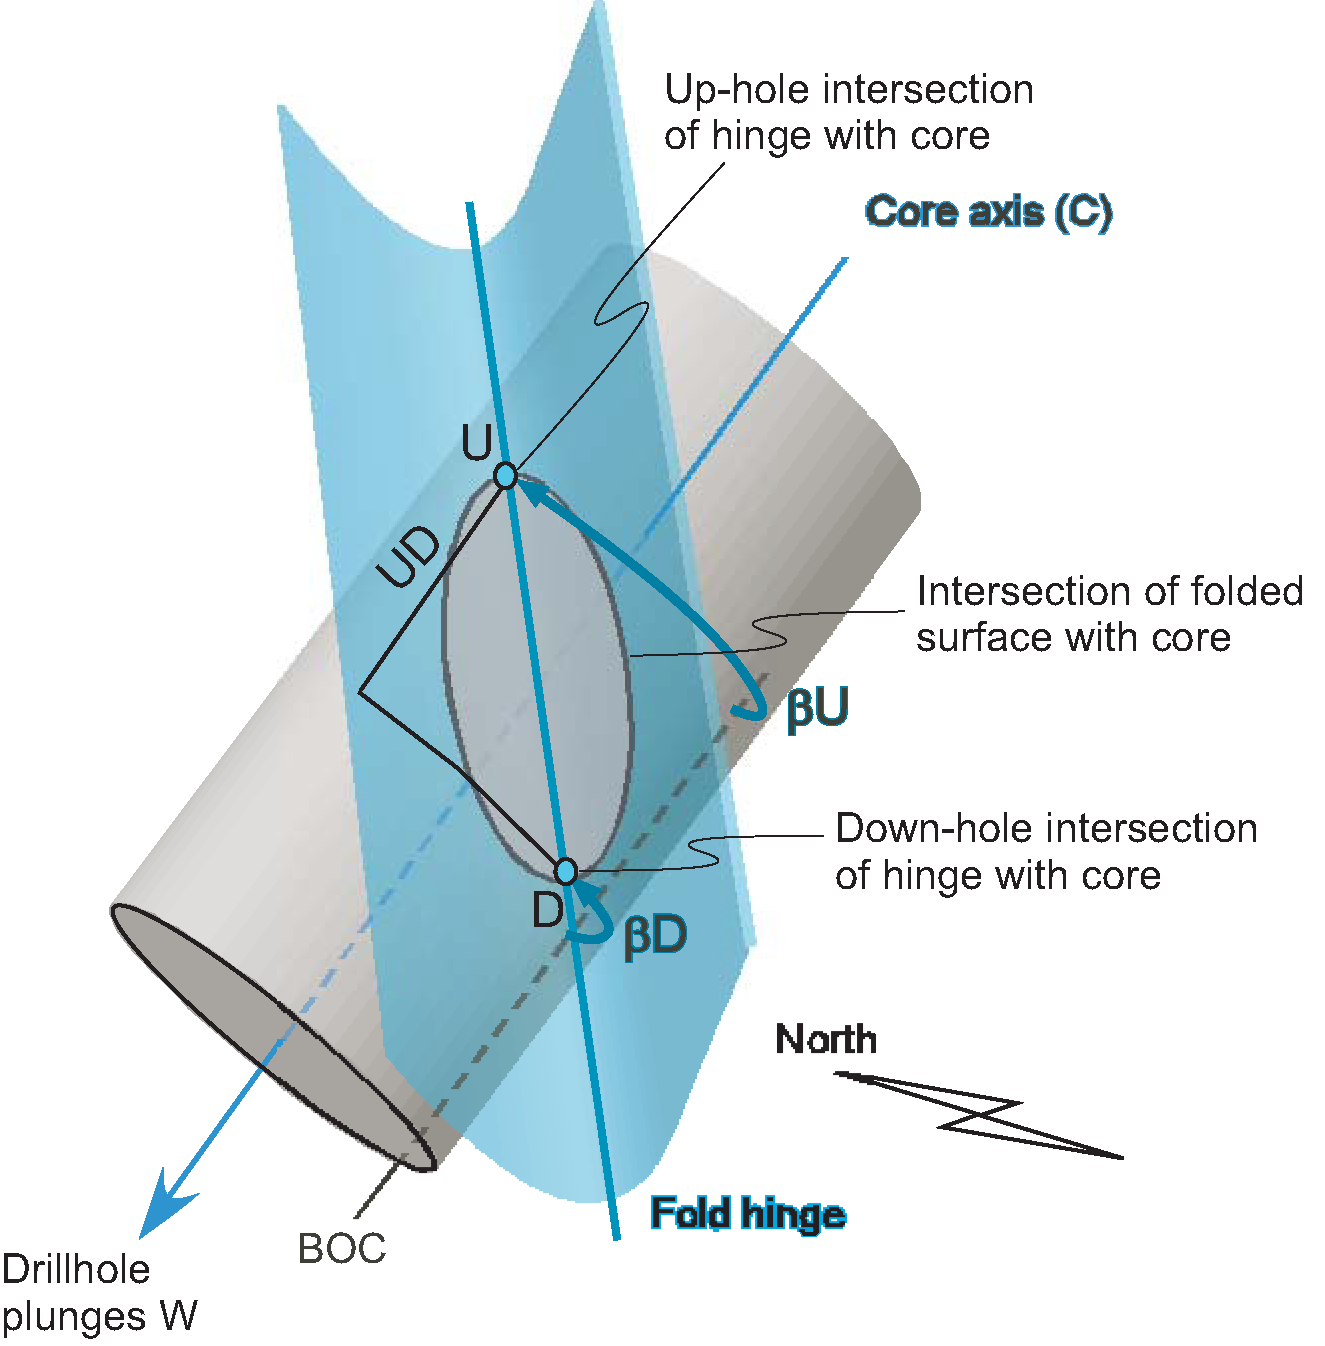 Up-hole intersection
of hinge with core
Core axis (C)
U
UD
Intersection of folded
surface with core
βU
Down-hole intersection
of hinge with core
D
βD
North
Fold hinge
BOC
Drillhole
plunges W